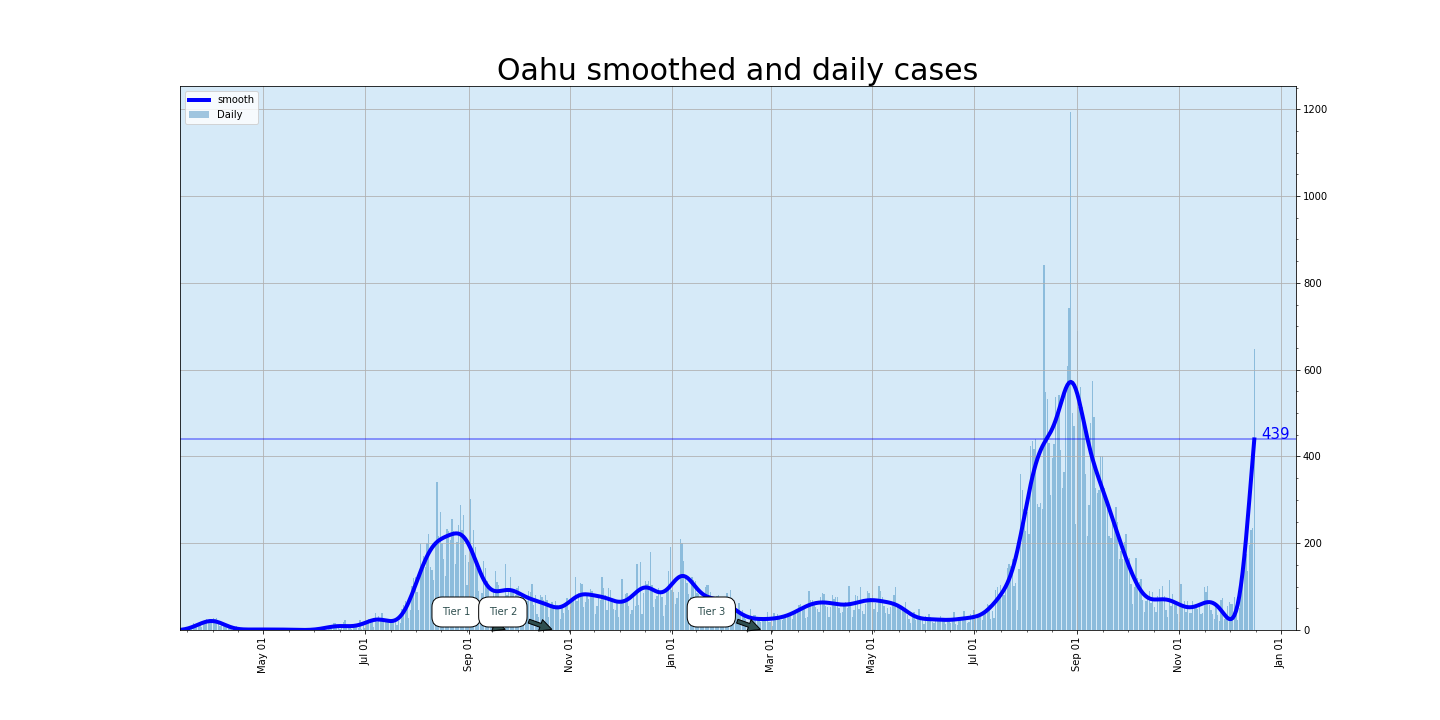 Oahu smoothed and daily cases
smooth
Daily
1200
1000
800
600
439
400
200
0
Tier 1
Tier 2
Tier 3
May 01
Jul 01
Sep 01
Nov 01
Jan 01
Mar 01
May 01
Jul 01
Sep 01
Nov 01
Jan 01